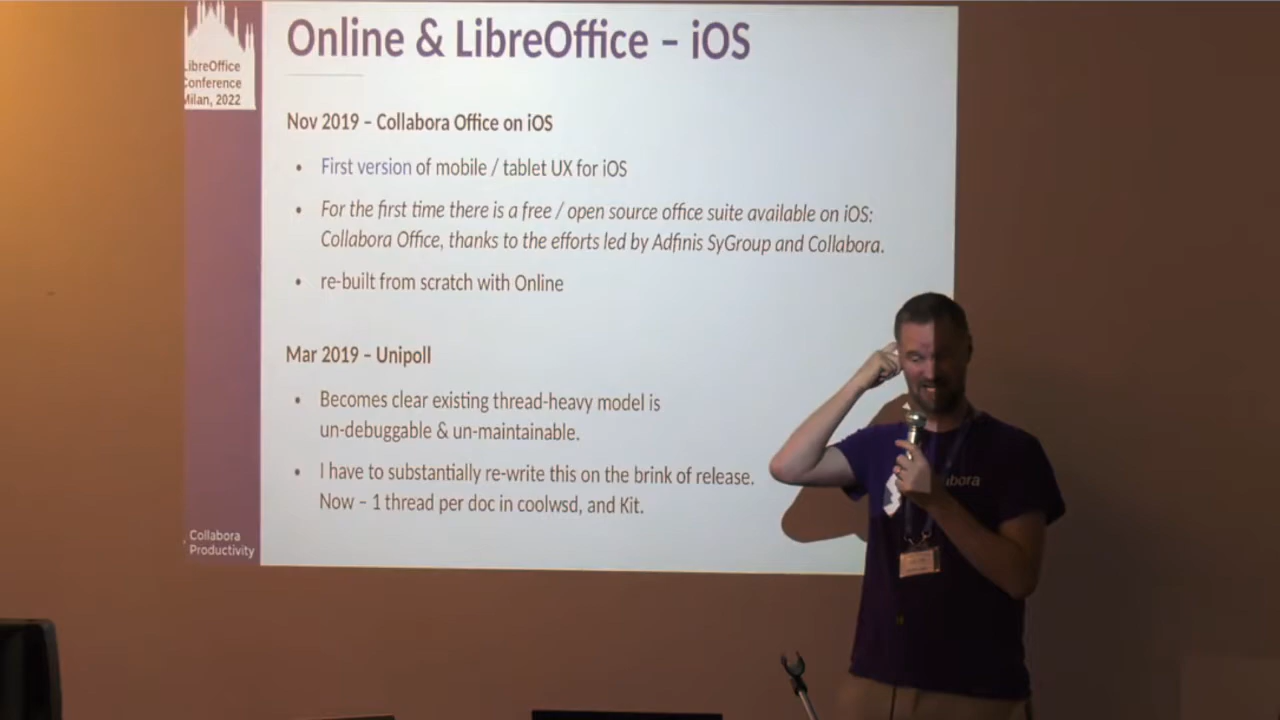 Online & LibreOffice – iOS
LibreOffice
Conference
Milan, 2022
Nov 2019 – Collabora Office on iOS
• First version of mobile / tablet UX for iOS
• For the first time there is a free / open source office suite available on iOS:
Collabora Office, thanks to the efforts led by Adfinis SyGroup and Collabora.
• re-built from scratch with Online
Mar 2019 – Unipoll
• Becomes clear existing thread-heavy model is
un-debuggable & un-maintainable.
• I have to substantially re-write this on the brink of release.
Now – 1 thread per doc in coolwsd, and Kit.
Collabora
Productivity
abora